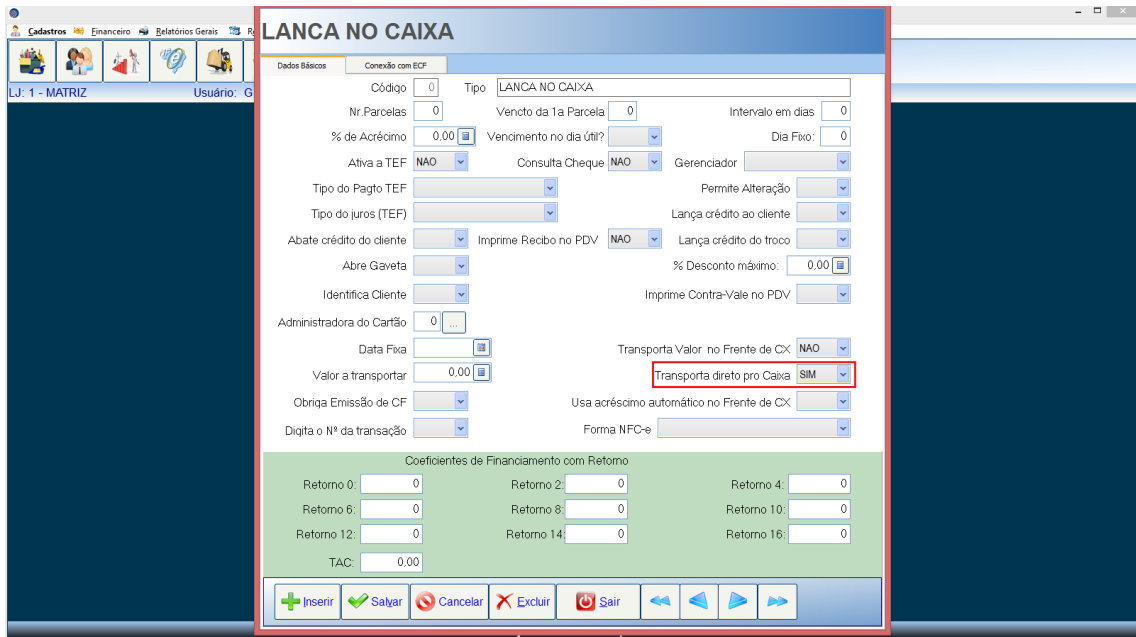 Cadastros Financeiro Relatórios Gerais
LJ: 1 - MATRIZ Usuário: G
LANCA NO CAIXA
Dados Básicos Conexão com ECF
Código 0 Tipo LANCA NO CAIXA
Nr.Parcelas 0 Vencto da 1a Parcela 0 Intervalo em dias 0
% de Acrécimo 0,00 Vencimento no dia útil? Dia Fixo: 0
Ativa a TEF NAO Consulta Cheque NAO Gerenciador
Tipo do Pagto TEF Permite Alteração
Tipo do juros (TEF) Lança crédito ao cliente
Abate crédito do cliente Imprime Recibo no PDV NAO Lança crédito do troco
Abre Gaveta % Desconto máximo: 0,00
Identifica Cliente Imprime Contra-Vale no PDV
Administradora do Cartão 0 ...
Data Fixa Transporta Valor no Frente de CX NAO
Valor a transportar 0,00 Transporta direto pro Caixa SIM
Obriga Emissão de CF Usa acréscimo automático no Frente de CX
Digita o Nº da transação Forma NFC-e
Coeficientes de Financiamento com Retorno
Retorno 0: 0 Retorno 2: 0 Retorno 4: 0
Retorno 6: 0 Retorno 8: 0 Retorno 10: 0
Retorno 12: 0 Retorno 14: 0 Retorno 16: 0
TAC: 0,00
Inserir Salvar Cancelar Excluir Sair